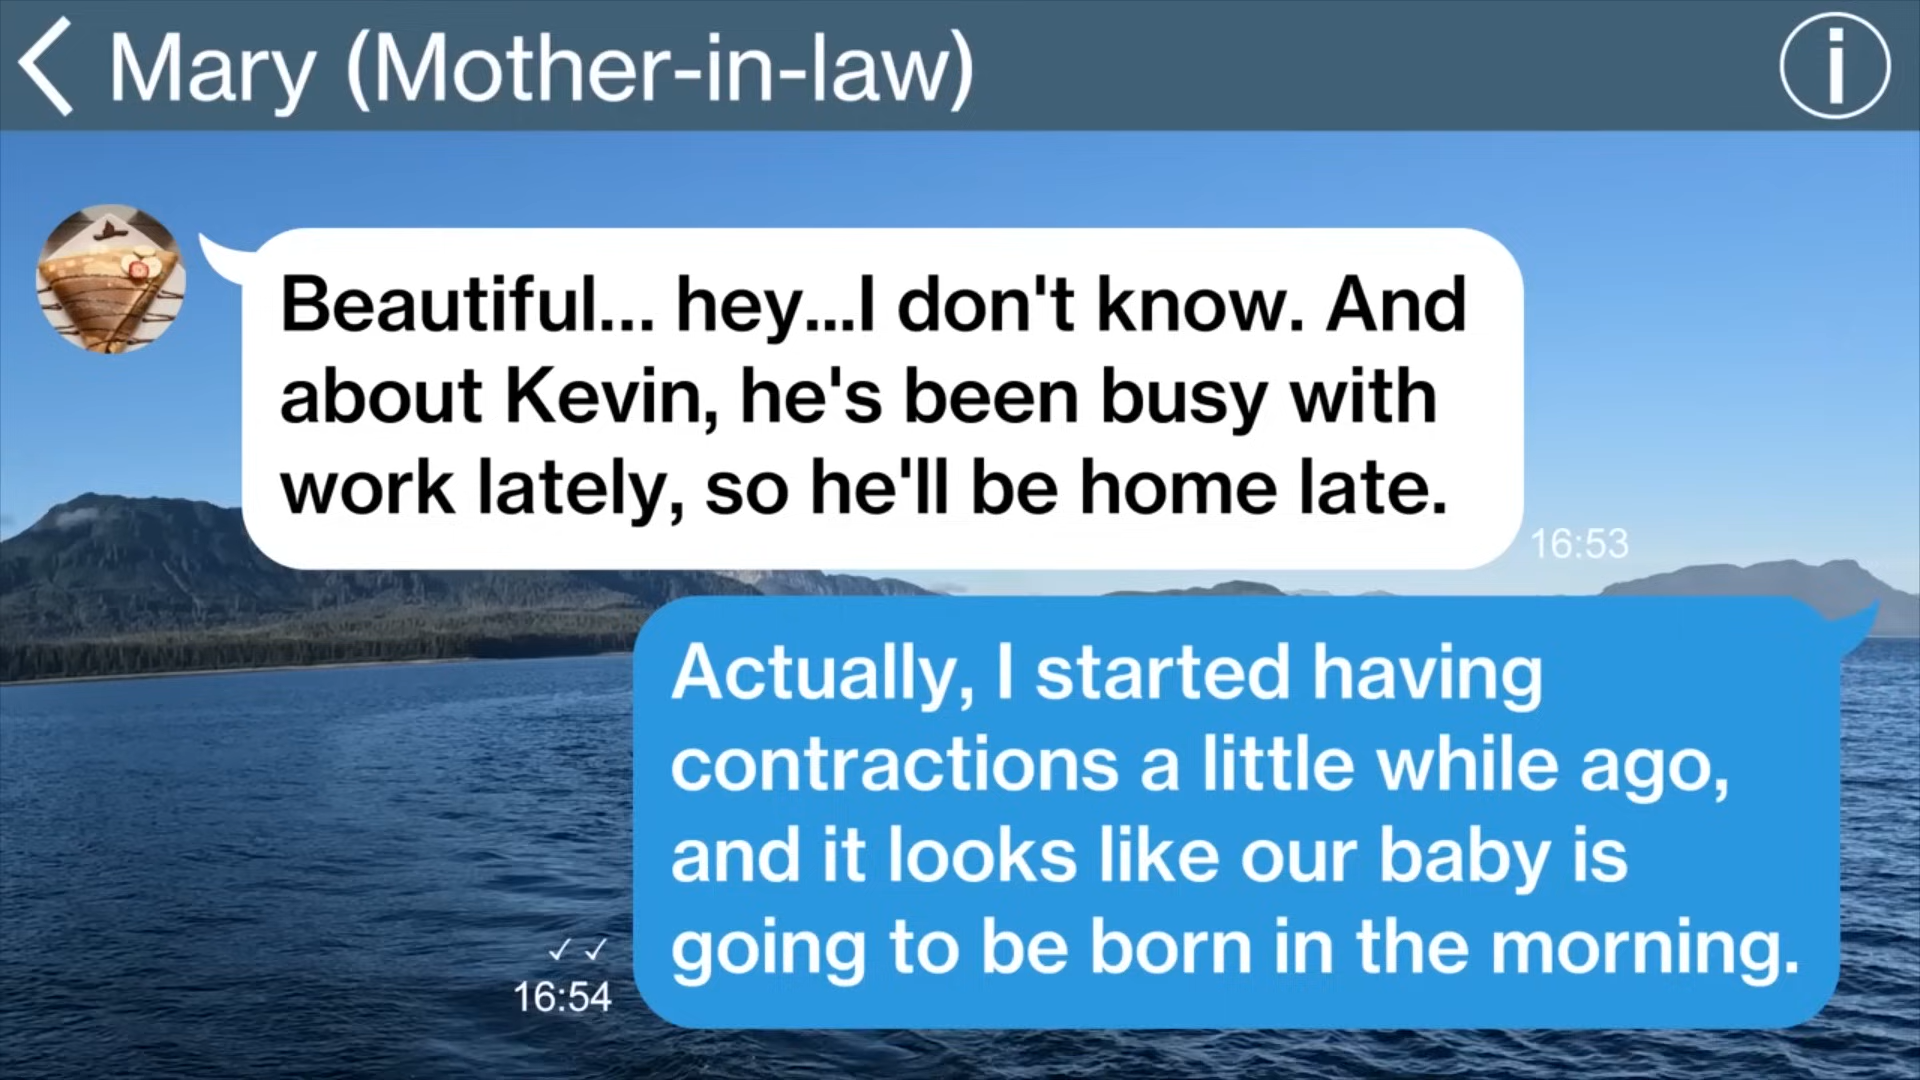 Mary (Mother-in-law)
Beautiful... hey...I don't know. And
about Kevin, he's been busy with
work lately, so he'll be home late.
16:53
Actually, I started having
contractions a little while ago,
and it looks like our baby is
going to be born in the morning.
16:54